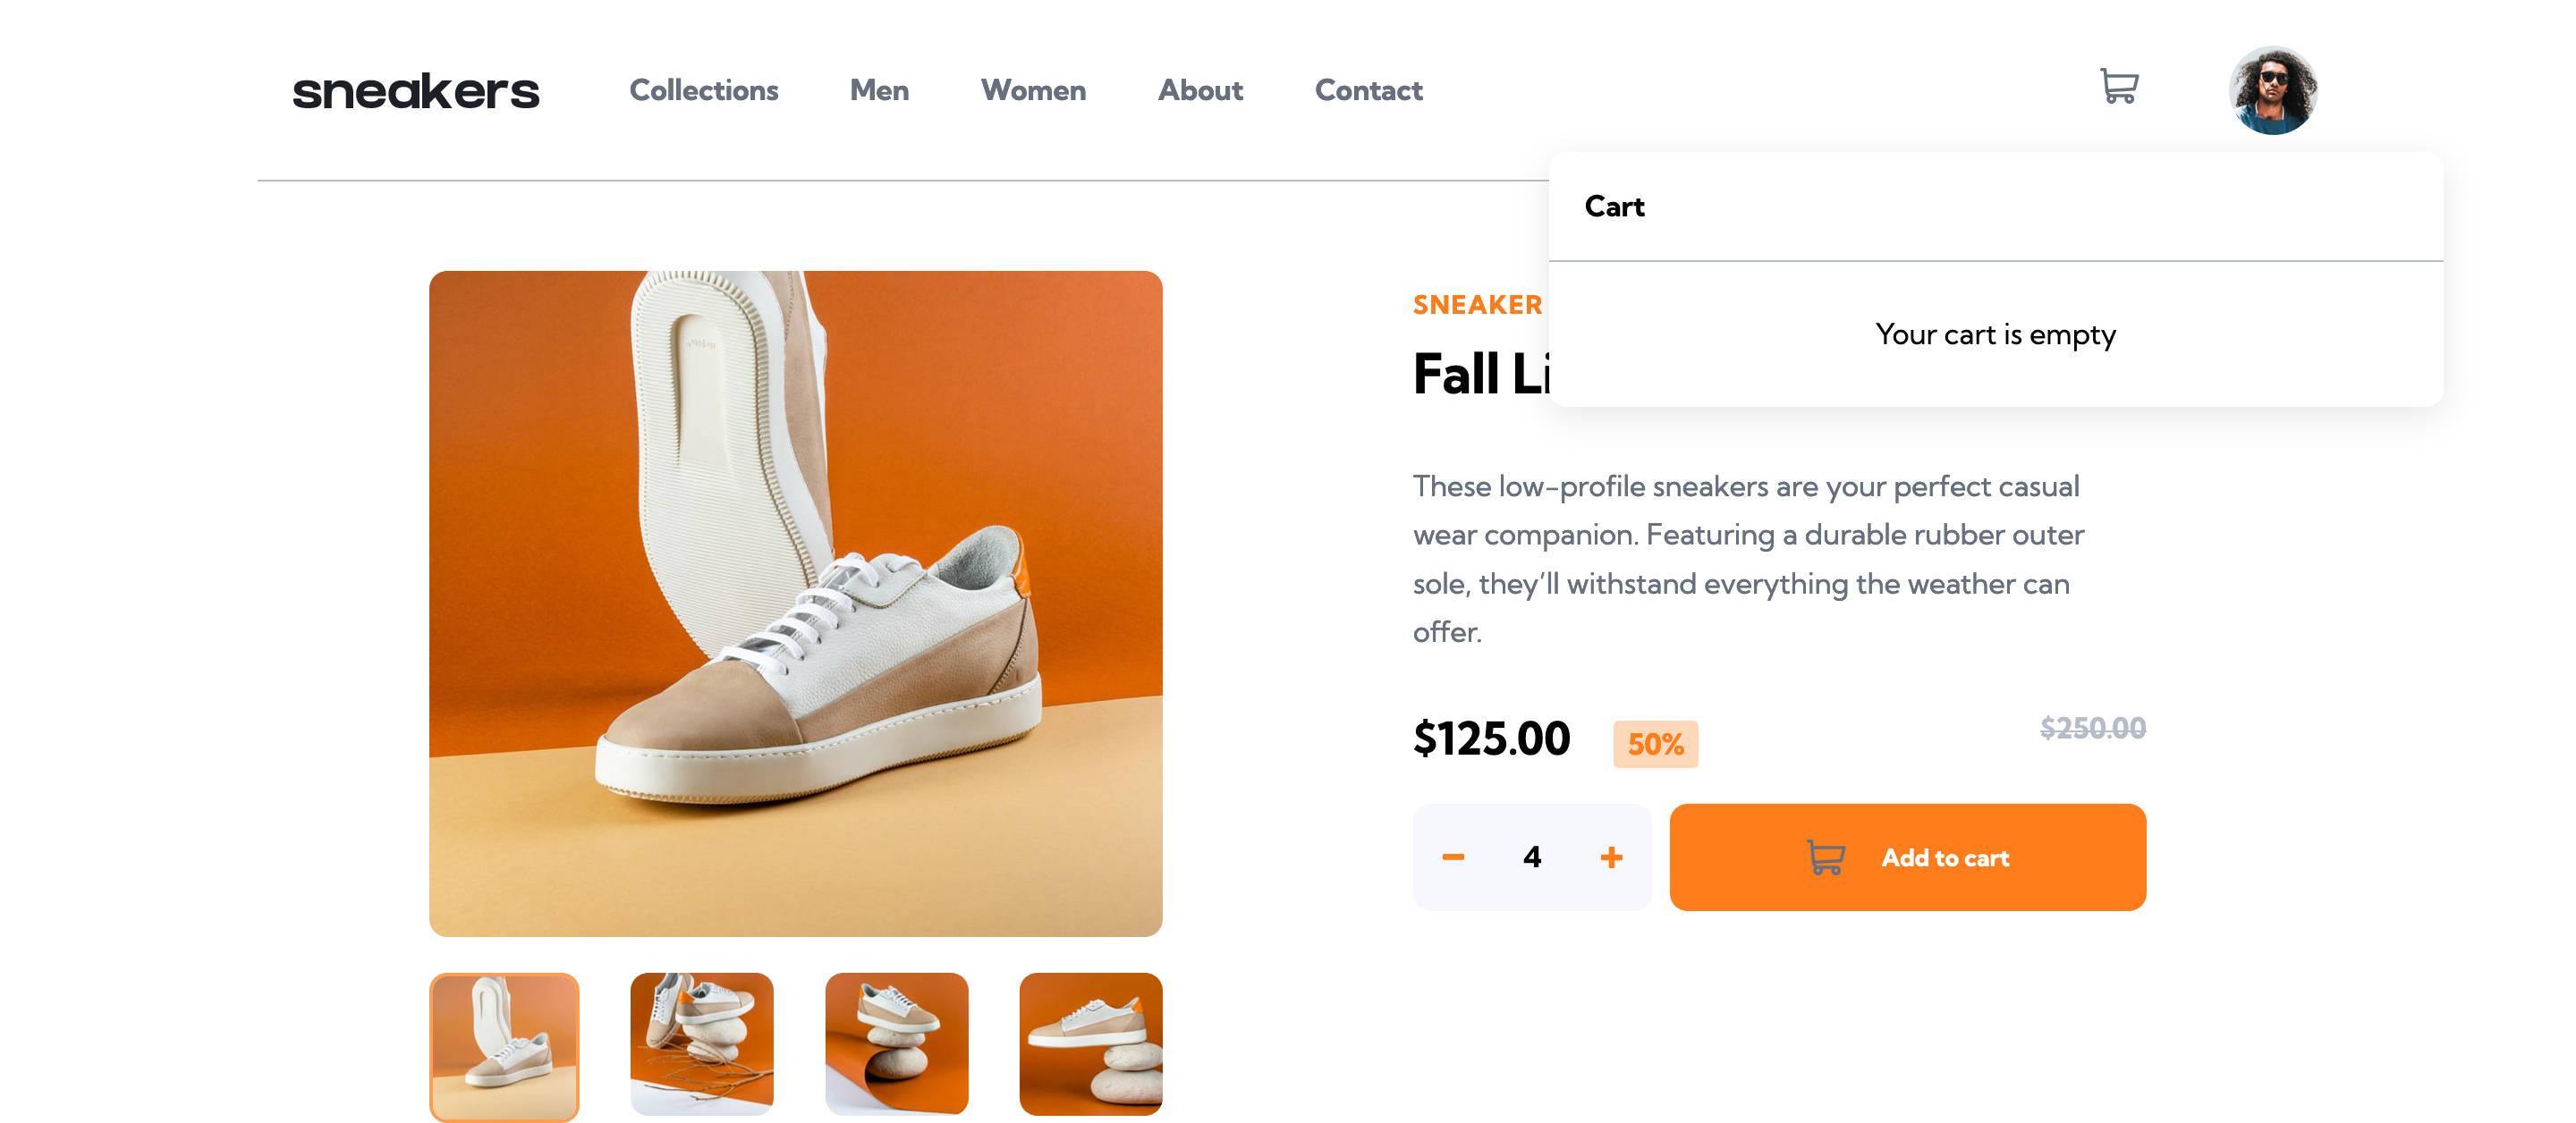 sneakers
Collections
Men
Women
About
Contact
Cart
Your cart is empty
SNEAKER
Fall Li
These low-profile sneakers are your perfect casual
wear companion. Featuring a durable rubber outer
sole, they’ll withstand everything the weather can
offer.
$125.00
50%
$250.00
4
Add to cart